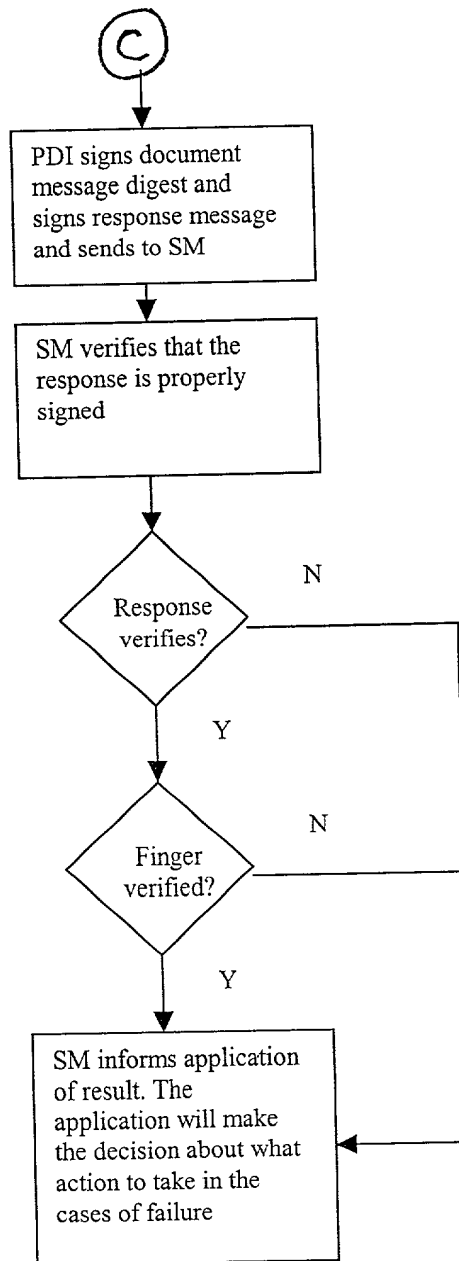 C
PDI signs document
message digest and
signs response message
and sends to SM
SM verifies that the
response is properly
signed
Response
verifies?
N
Y
Finger
verified?
N
Y
SM informs application
of result. The
application will make
the decision about what
action to take in the
cases of failure